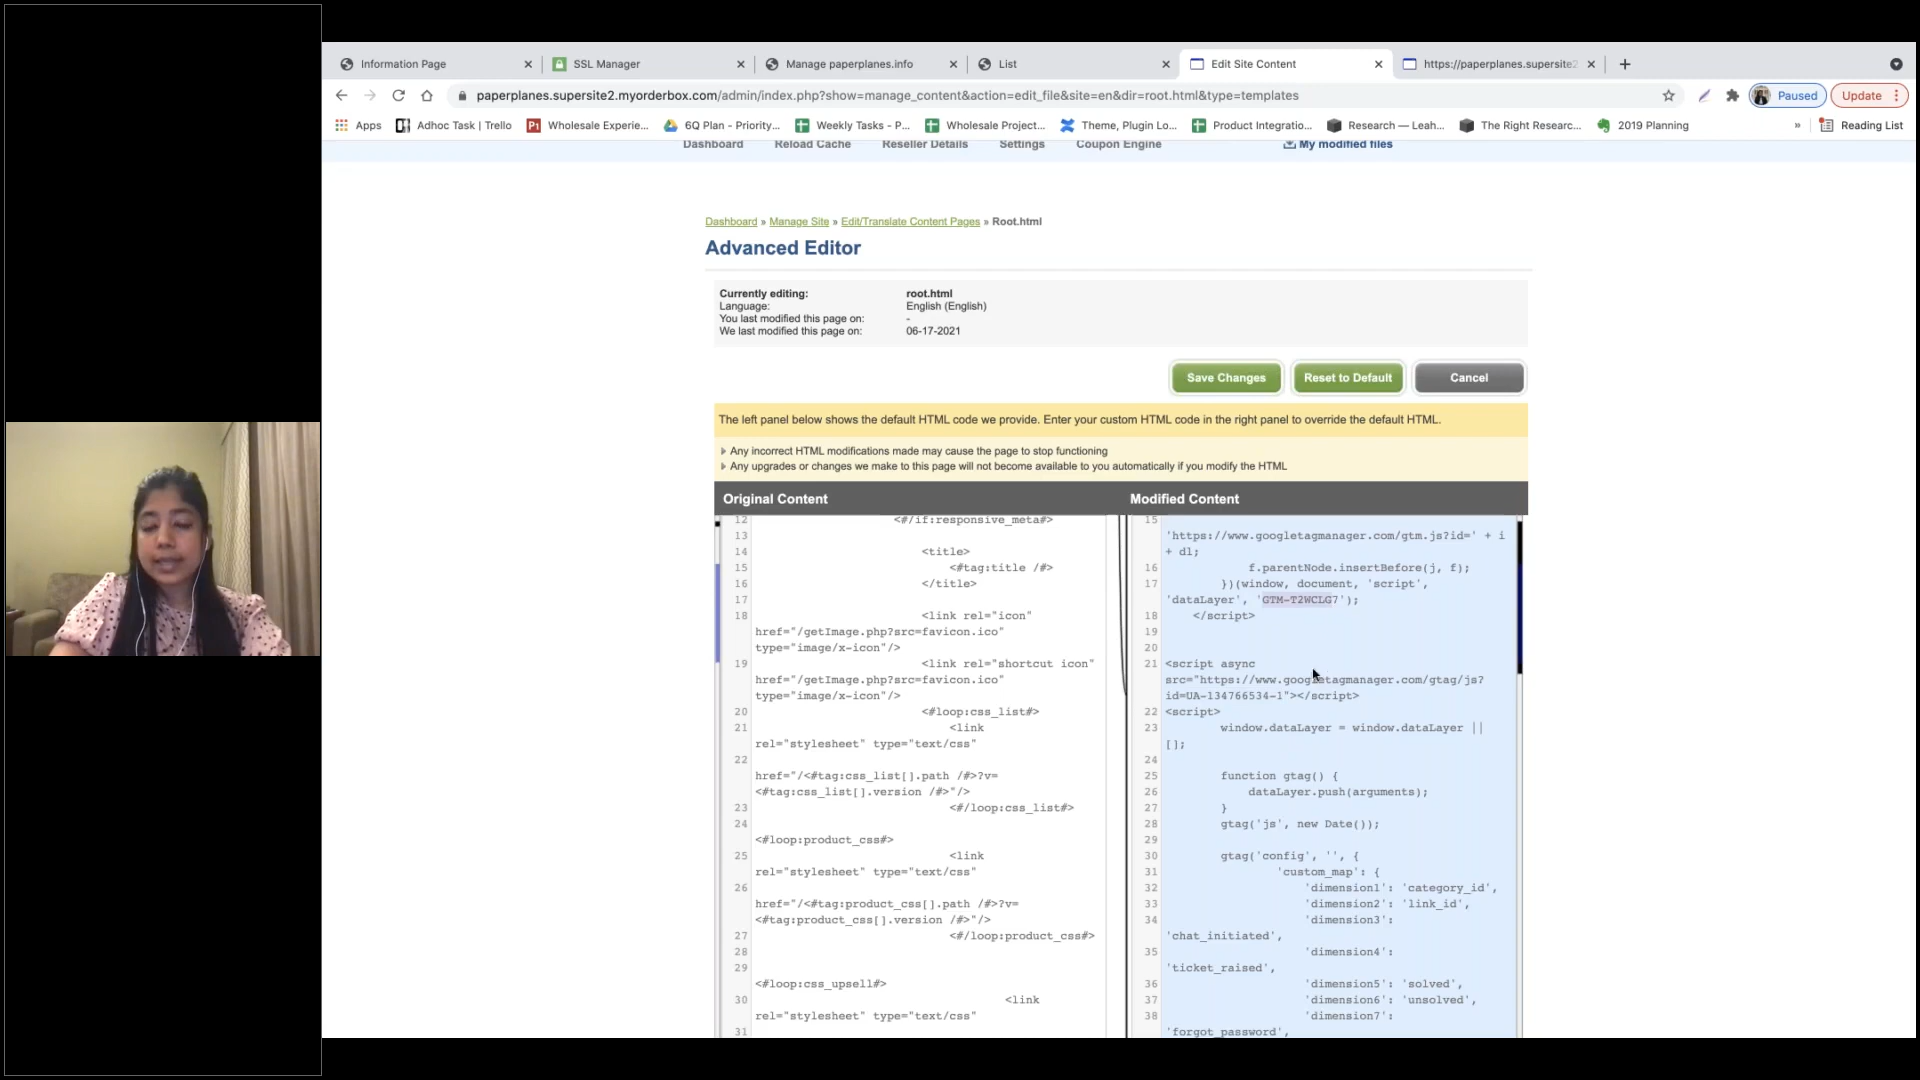 Information Page
SSL Manager
Manage paperplanes.info
List
Edit Site Content
https://paperplanes.supersite2
paperplanes.supersite2.myorderbox.com/admin/index.php?show=manage_content&action=edit_file&site=en&dir=root.html&type=templates
Paused
Update
Apps
Adhoc Task | Trello
Wholesale Experie...
6Q Plan - Priority...
Weekly Tasks - P...
Wholesale Project...
Theme, Plugin Lo...
Product Integratio...
Research — Leah...
The Right Researc...
2019 Planning
»
Reading List
Dashboard
Reload Cache
Reseller Details
Settings
Coupon Engine
My modified files
Dashboard » Manage Site » Edit/Translate Content Pages » Root.html
Advanced Editor
Currently editing: root.html
Language: English (English)
You last modified this page on: -
We last modified this page on: 06-17-2021
Save Changes
Reset to Default
Cancel
The left panel below shows the default HTML code we provide. Enter your custom HTML code in the right panel to override the default HTML.
Any incorrect HTML modifications made may cause the page to stop functioning
Any upgrades or changes we make to this page will not become available to you automatically if you modify the HTML
Original Content
12 <#/if:responsive_meta#>
13
14 <title>
15 <#tag:title /#>
16 </title>
17
18 <link rel="icon"
href="/getImage.php?src=favicon.ico"
type="image/x-icon"/>
19 <link rel="shortcut icon"
href="/getImage.php?src=favicon.ico"
type="image/x-icon"/>
20 <#loop:css_list#>
21 <link
rel="stylesheet" type="text/css"
22
href="/<#tag:css_list[].path /#>?v=
<#tag:css_list[].version /#>"/>
23 <#/loop:css_list#>
24
<#loop:product_css#>
25 <link
rel="stylesheet" type="text/css"
26
href="/<#tag:product_css[].path /#>?v=
<#tag:product_css[].version /#>"/>
27 <#/loop:product_css#>
28
29
<#loop:css_upsell#>
30 <link
rel="stylesheet" type="text/css"
31
Modified Content
15
'https://www.googletagmanager.com/gtm.js?id=' + i
+ dl;
16 f.parentNode.insertBefore(j, f);
17 })(window, document, 'script',
'dataLayer', 'GTM-T2WCLG7');
18 </script>
19
20
21 <script async
src="https://www.googletagmanager.com/gtag/js?
id=UA-134766534-1"></script>
22 <script>
23 window.dataLayer = window.dataLayer ||
[];
24
25 function gtag() {
26 dataLayer.push(arguments);
27 }
28 gtag('js', new Date());
29
30 gtag('config', '', {
31 'custom_map': {
32 'dimension1': 'category_id',
33 'dimension2': 'link_id',
34 'dimension3':
'chat_initiated',
35 'dimension4':
'ticket_raised',
36 'dimension5': 'solved',
37 'dimension6': 'unsolved',
38 'dimension7':
'forgot_password',